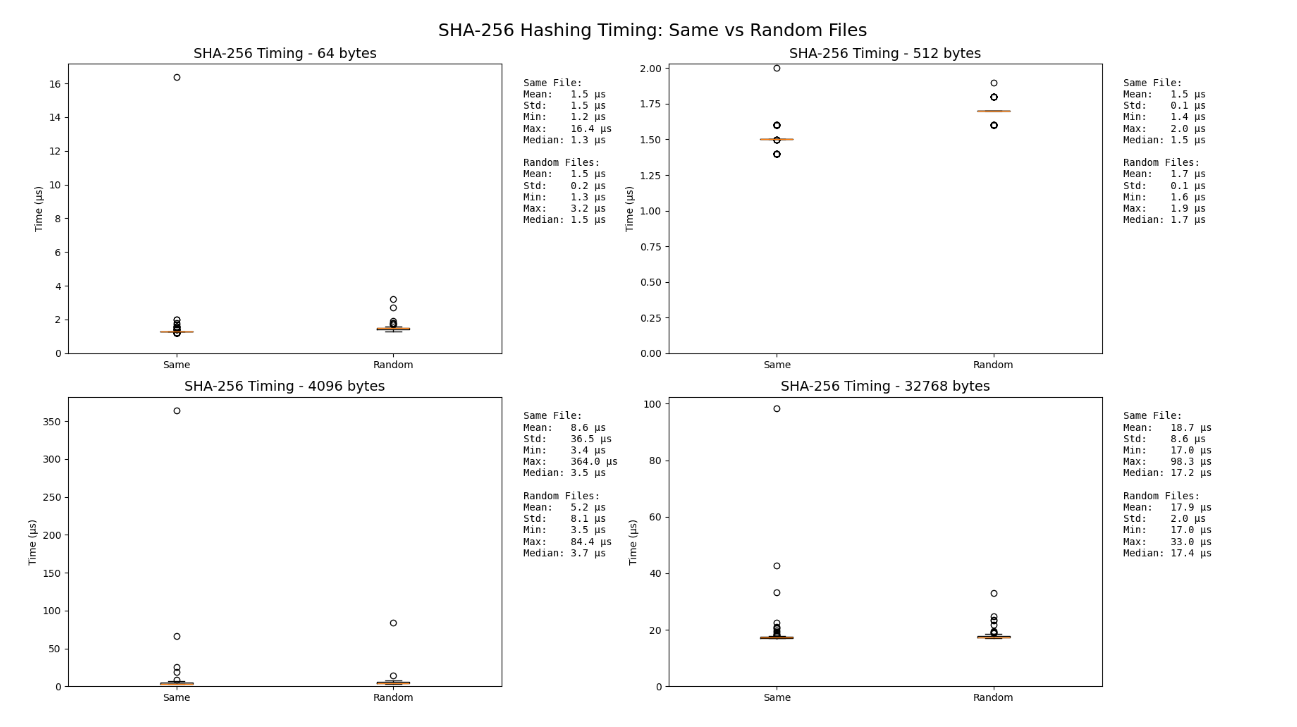 SHA-256 Hashing Timing: Same vs Random Files
SHA-256 Timing - 64 bytes
Time (µs)
16
14
12
10
8
6
4
2
0
Same
Random
Same File:
Mean: 1.5 µs
Std: 1.5 µs
Min: 1.2 µs
Max: 16.4 µs
Median: 1.3 µs
Random Files:
Mean: 1.5 µs
Std: 0.2 µs
Min: 1.3 µs
Max: 3.2 µs
Median: 1.5 µs
SHA-256 Timing - 512 bytes
Time (µs)
2.00
1.75
1.50
1.25
1.00
0.75
0.50
0.25
0.00
Same
Random
Same File:
Mean: 1.5 µs
Std: 0.1 µs
Min: 1.4 µs
Max: 2.0 µs
Median: 1.5 µs
Random Files:
Mean: 1.7 µs
Std: 0.1 µs
Min: 1.6 µs
Max: 1.9 µs
Median: 1.7 µs
SHA-256 Timing - 4096 bytes
Time (µs)
350
300
250
200
150
100
50
0
Same
Random
Same File:
Mean: 8.6 µs
Std: 36.5 µs
Min: 3.4 µs
Max: 364.0 µs
Median: 3.5 µs
Random Files:
Mean: 5.2 µs
Std: 8.1 µs
Min: 3.5 µs
Max: 84.4 µs
Median: 3.7 µs
SHA-256 Timing - 32768 bytes
Time (µs)
100
80
60
40
20
0
Same
Random
Same File:
Mean: 18.7 µs
Std: 8.6 µs
Min: 17.0 µs
Max: 98.3 µs
Median: 17.2 µs
Random Files:
Mean: 17.9 µs
Std: 2.0 µs
Min: 17.0 µs
Max: 33.0 µs
Median: 17.4 µs